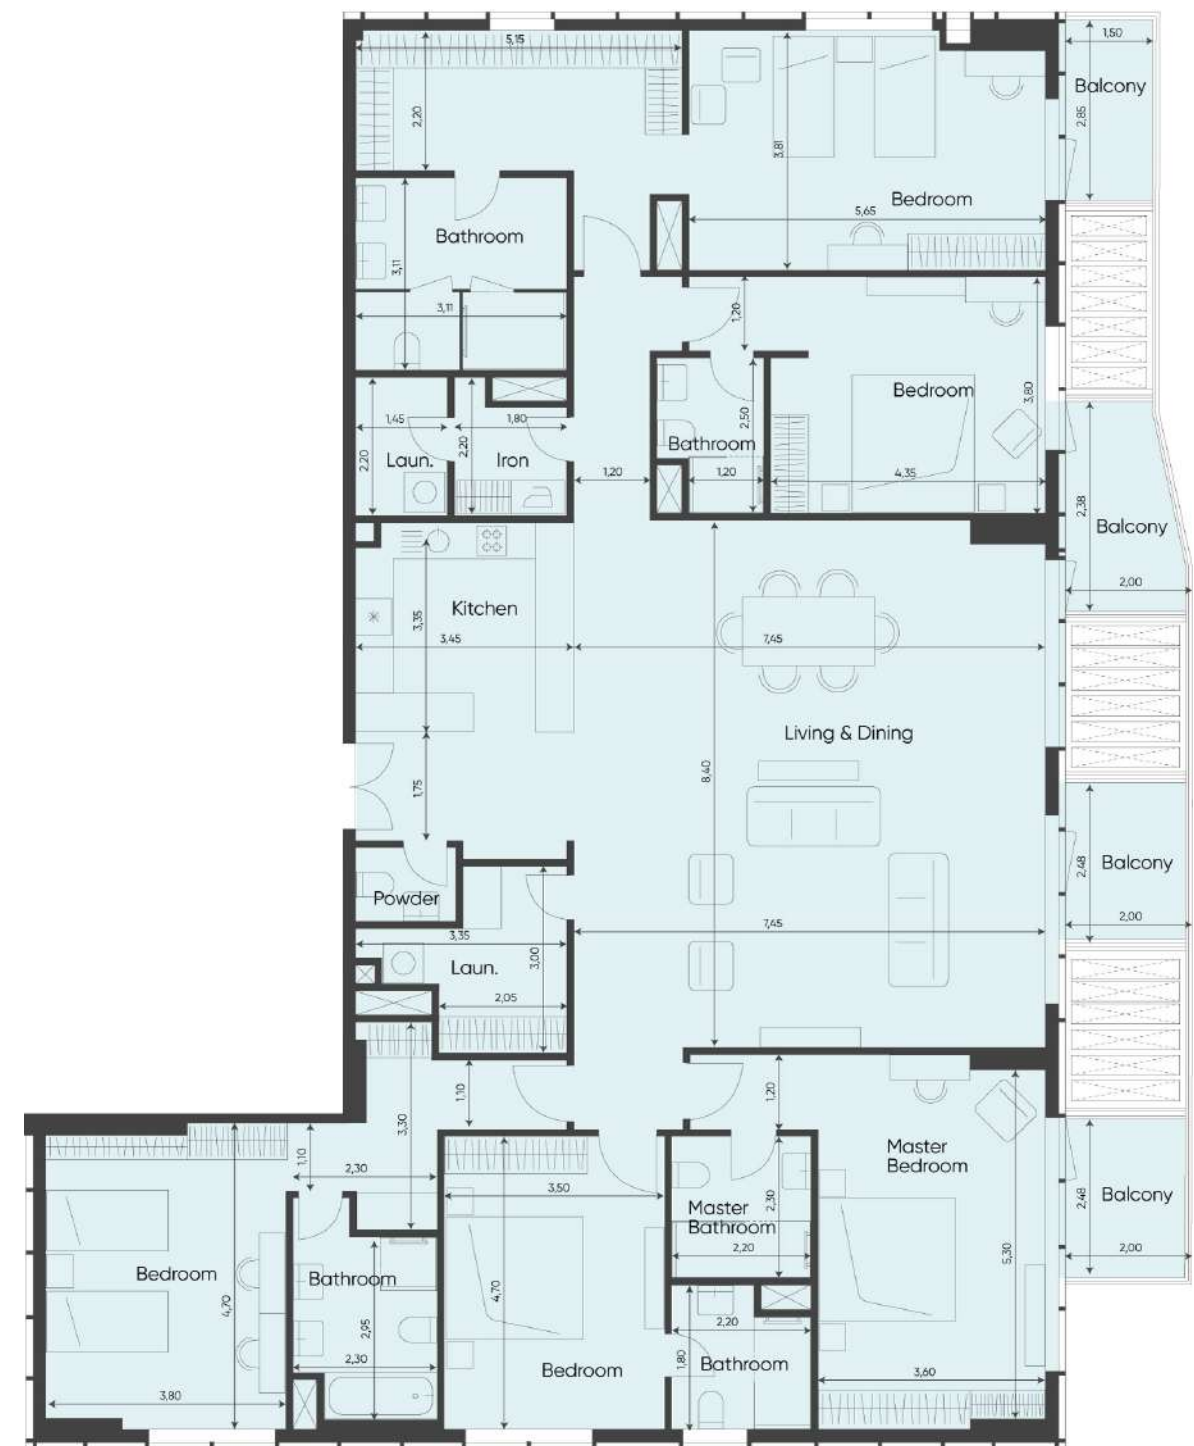 5,15
1,50
Balcony
2,85
2,20
3,81
Bedroom
5,65
Bathroom
3,11
3,11
1,20
Bedroom
3,80
1,45
1,80
2,20
Laun.
2,20
Iron
2,50
Bathroom
1,20
1,20
4,35
2,38
Balcony
2,00
Kitchen
3,35
3,45
7,45
Living & Dining
8,40
1,75
2,48
Balcony
2,00
Powder
3,35
7,45
Laun.
3,00
2,05
1,10
3,30
1,20
1,10
2,30
3,50
Master
Bedroom
Master
Bathroom
2,30
2,20
2,48
Balcony
2,00
Bedroom
4,70
Bathroom
2,95
2,30
4,70
Bedroom
2,20
1,80
Bathroom
5,30
3,60
3,80